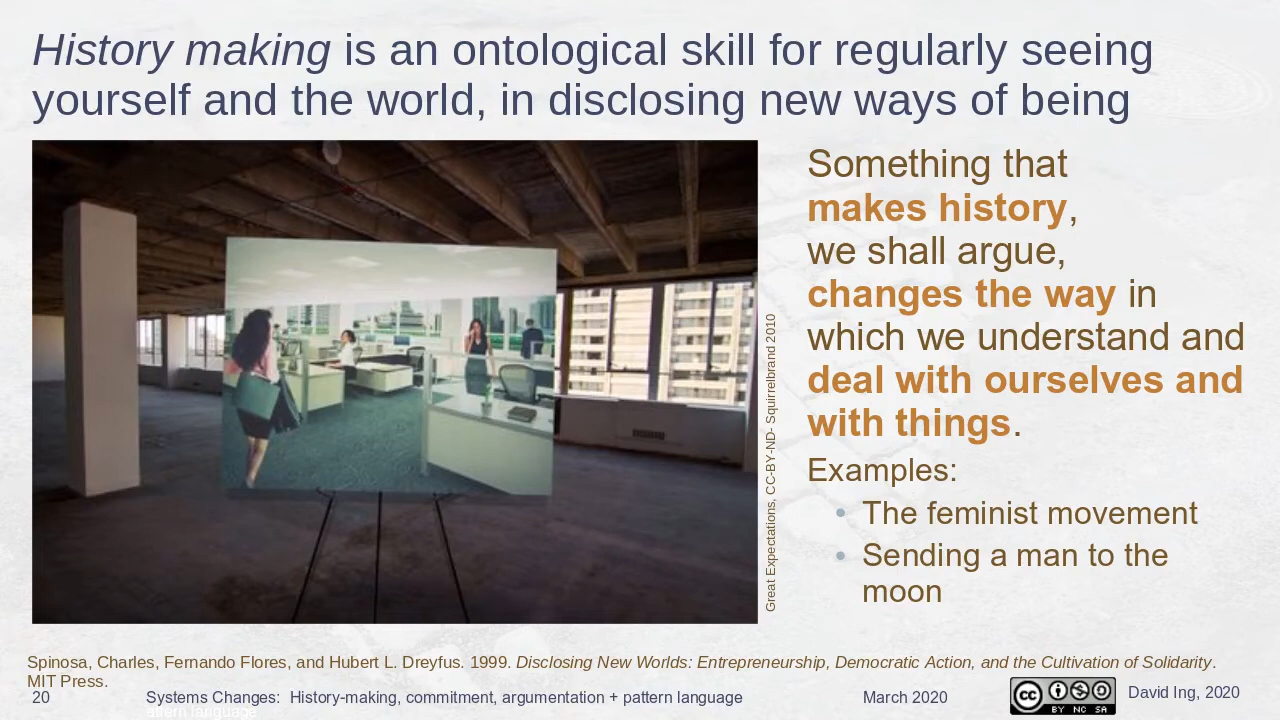 History making is an ontological skill for regularly seeing
yourself and the world, in disclosing new ways of being
Something that
makes history,
we shall argue,
changes the way in
which we understand and
deal with ourselves and
with things.
Examples:
• The feminist movement
• Sending a man to the
moon
Great Expectations, CC-BY-ND- Squirrelbrand 2010
Spinosa, Charles, Fernando Flores, and Hubert L. Dreyfus. 1999. Disclosing New Worlds: Entrepreneurship, Democratic Action, and the Cultivation of Solidarity.
MIT Press.
20 Systems Changes: History-making, commitment, argumentation + pattern language March 2020 David Ing, 2020
cc BY NC SA